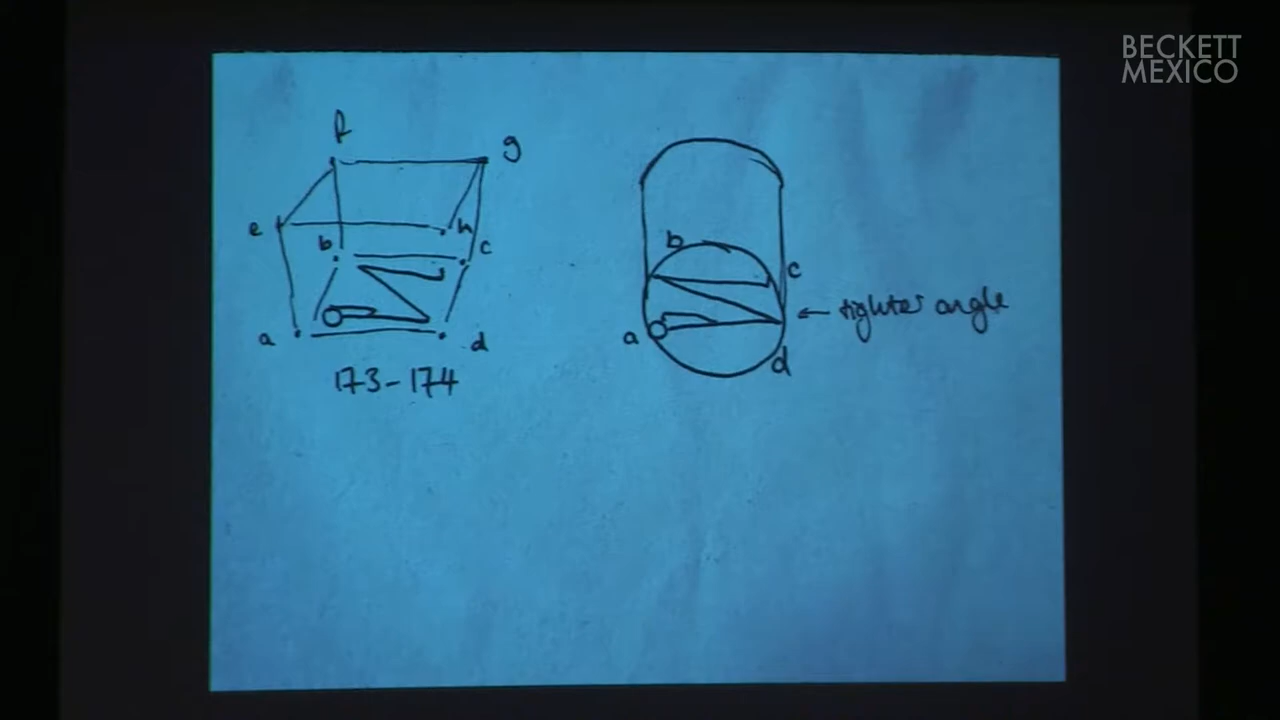 BECKETT
MEXICO
f
g
e
h
b
c
a
d
173-174
b
c
a
d
← tighter angle